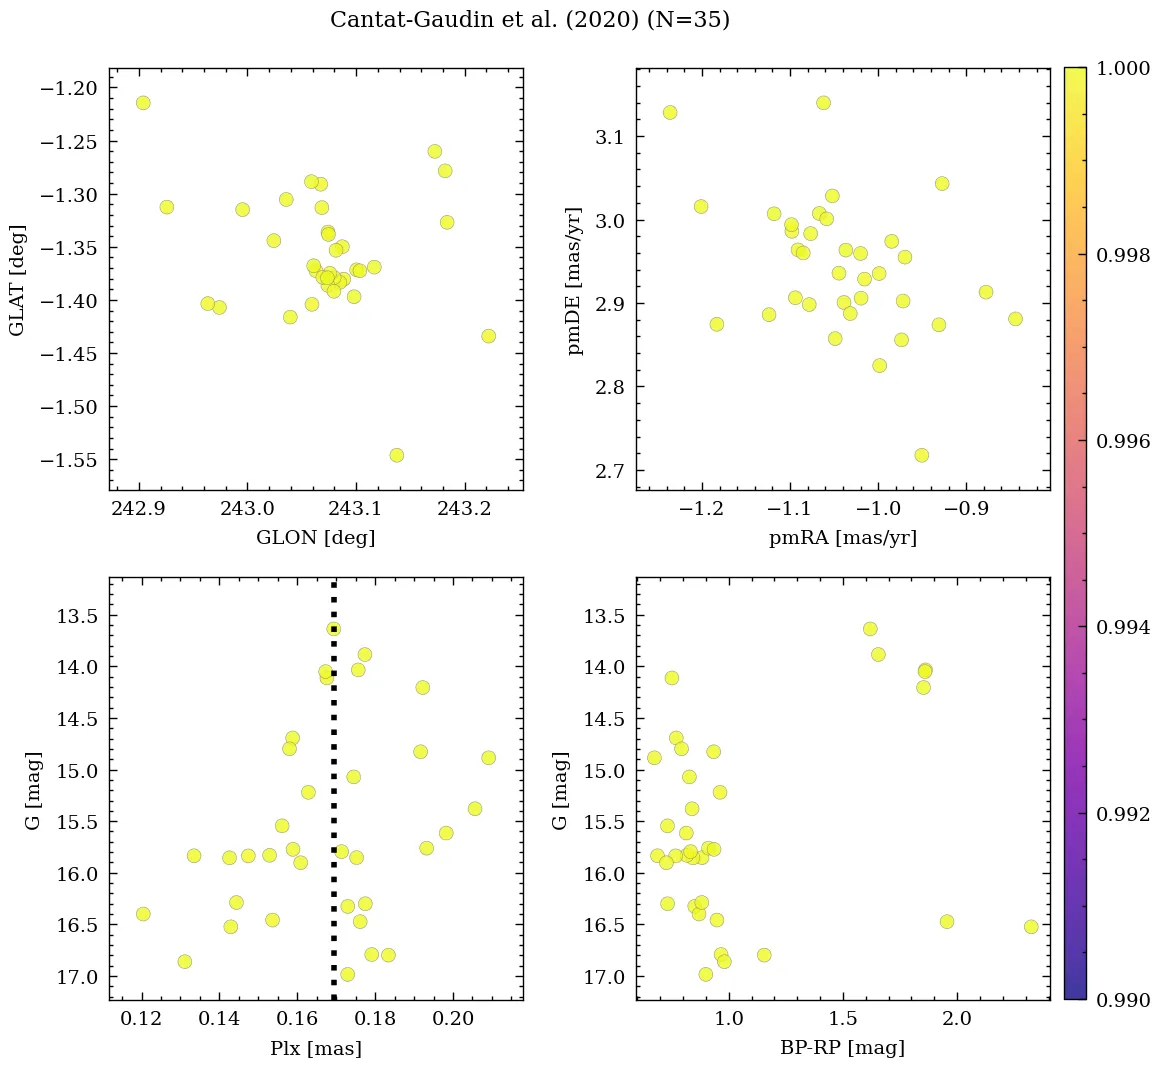 Cantat-Gaudin et al. (2020) (N=35)
−1.20
−1.25
−1.30
−1.35
−1.40
−1.45
−1.50
−1.55
GLAT [deg]
242.9 243.0 243.1 243.2
GLON [deg]
3.1
3.0
2.9
2.8
2.7
pmDE [mas/yr]
−1.2 −1.1 −1.0 −0.9
pmRA [mas/yr]
13.5
14.0
14.5
15.0
15.5
16.0
16.5
17.0
G [mag]
0.12 0.14 0.16 0.18 0.20
Plx [mas]
13.5
14.0
14.5
15.0
15.5
16.0
16.5
17.0
G [mag]
1.0 1.5 2.0
BP-RP [mag]
1.000
0.998
0.996
0.994
0.992
0.990